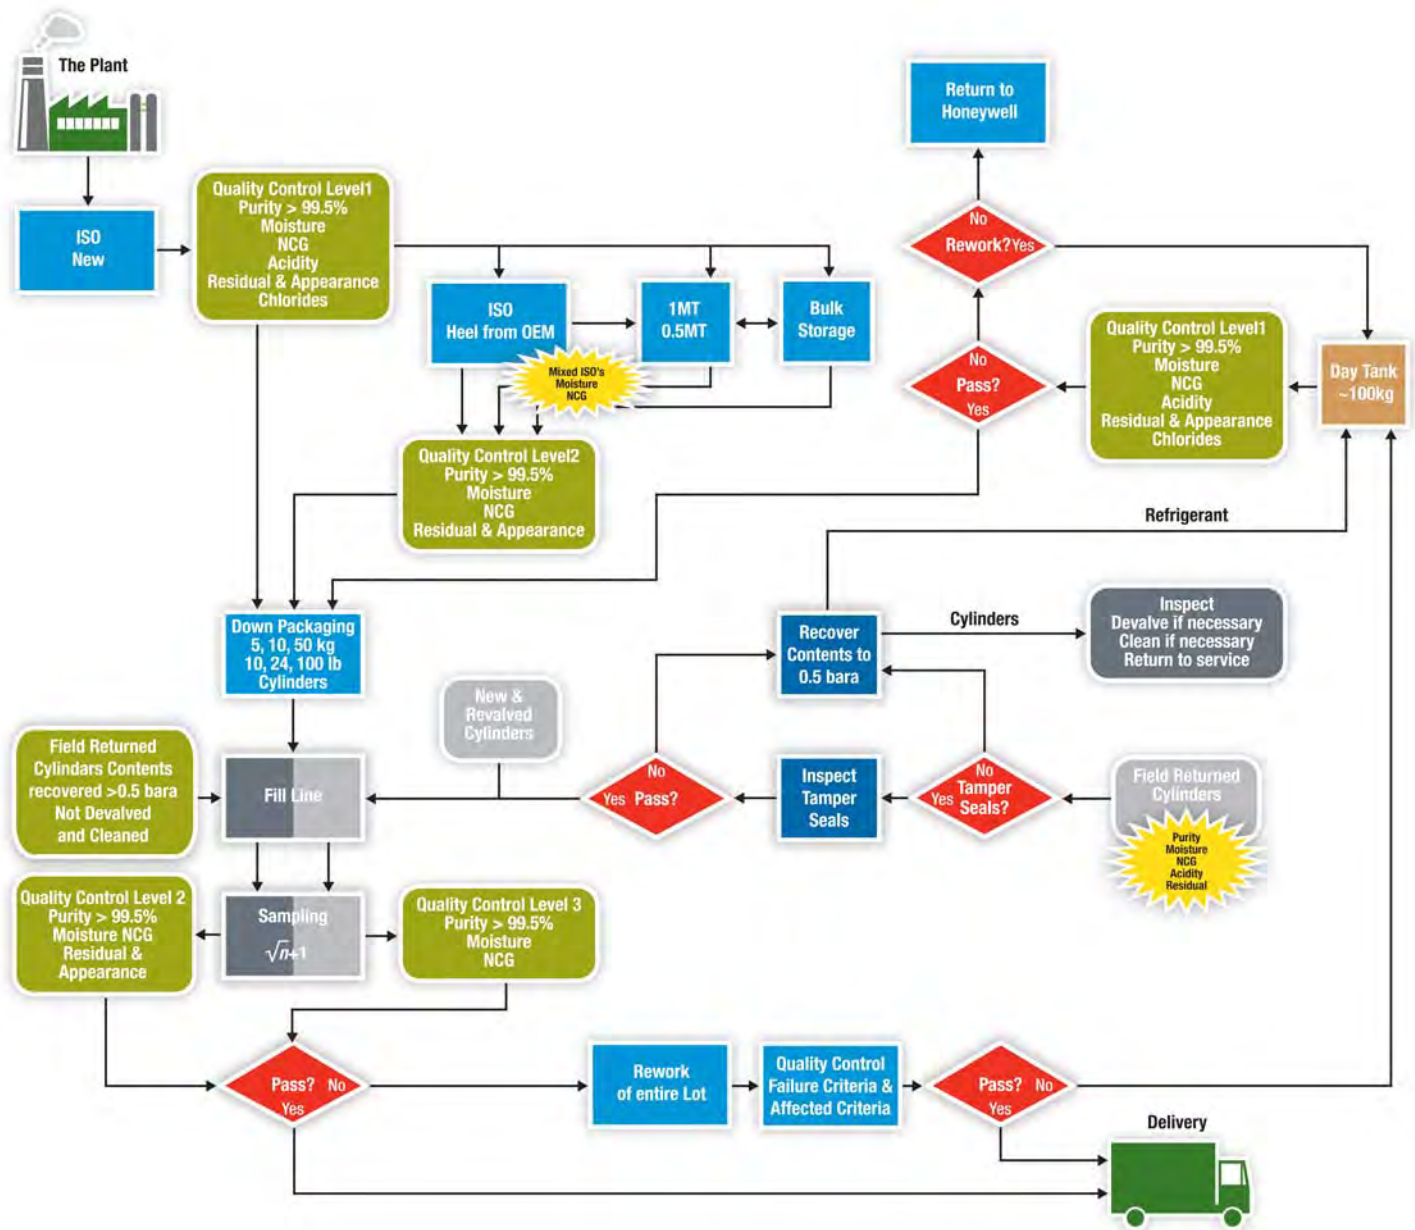 The Plant
Return to
Honeywell
ISO
New
Quality Control Level1
Purity > 99.5%
Moisture
NCG
Acidity
Residual & Appearance
Chlorides
No
Rework? Yes
ISO
Heel from OEM
1MT
0.5MT
Bulk
Storage
Mixed ISO's
Moisture
NCG
No
Pass?
Yes
Quality Control Level1
Purity > 99.5%
Moisture
NCG
Acidity
Residual & Appearance
Chlorides
Day Tank
~100kg
Quality Control Level2
Purity > 99.5%
Moisture
NCG
Residual & Appearance
Refrigerant
Down Packaging
5, 10, 50 kg
10, 24, 100 lb
Cylinders
Recover
Contents to
0.5 bara
Cylinders
Inspect
Devalve if necessary
Clean if necessary
Return to service
New &
Revalved
Cylinders
Field Returned
Cylindars Contents
recovered >0.5 bara
Not Devalved
and Cleaned
Fill Line
No
Yes Pass?
Inspect
Tamper
Seals
No
Yes Tamper
Seals?
Field Returned
Cylinders
Purity
Moisture
NCG
Acidity
Residual
Quality Control Level 2
Purity > 99.5%
Moisture NCG
Residual &
Appearance
Sampling
√n+1
Quality Control Level 3
Purity > 99.5%
Moisture
NCG
Pass? No
Yes
Rework
of entire Lot
Quality Control
Failure Criteria &
Affected Criteria
Pass? No
Yes
Delivery